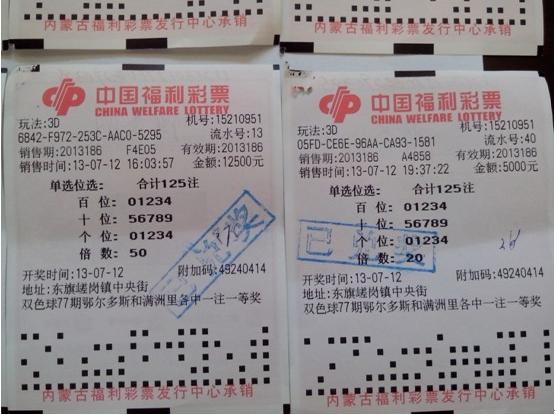 内蒙古福利彩票发行中心承销
内蒙古福利彩票发行中心承销
中国福利彩票
CHINA WELFARE LOTTERY
玩法:3D 机号:15210951
6842-F972-253C-AAC0-5295 流水号:13
销售期:2013186 F4E05 有效期:2013186
销售时间:13-07-12 16:03:57 金额:12500元
单选位选: 合计125注
百 位: 01234
十 位: 56789
个 位: 01234
倍 数: 50
已兑奖
开奖时间:13-07-12 附加码:49240414
地址:东旗嵯岗镇中央街
双色球77期鄂尔多斯和满洲里各中一注一等奖
内蒙古福利彩票发行中心承销
中国福利彩票
CHINA WELFARE LOTTERY
玩法:3D 机号:15210951
05FD-CE6E-96AA-CA93-1581 流水号:40
销售期:2013186 A4858 有效期:2013186
销售时间:13-07-12 19:37:22 金额:5000元
单选位选: 合计125注
百 位: 01234
十 位: 56789
个 位: 01234
倍 数: 20
已兑奖
开奖时间:13-07-12 附加码:49240414
地址:东旗嵯岗镇中央街
双色球77期鄂尔多斯和满洲里各中一注一等奖
内蒙古福利彩票发行中心承销